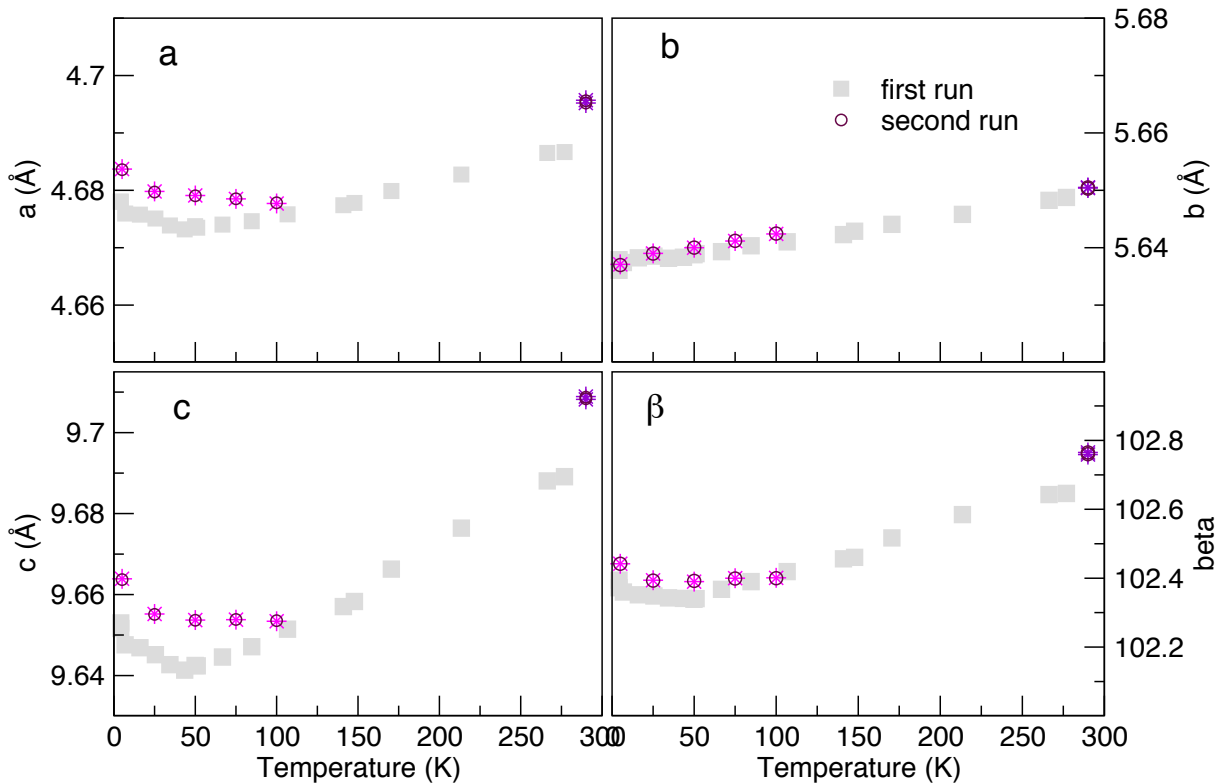 a
4.7
4.68
4.66
a (Å)
b
first run
second run
5.68
5.66
5.64
b (Å)
c
9.7
9.68
9.66
9.64
c (Å)
0 50 100 150 200 250 300
Temperature (K)
β
102.8
102.6
102.4
102.2
beta
0 50 100 150 200 250 300
Temperature (K)